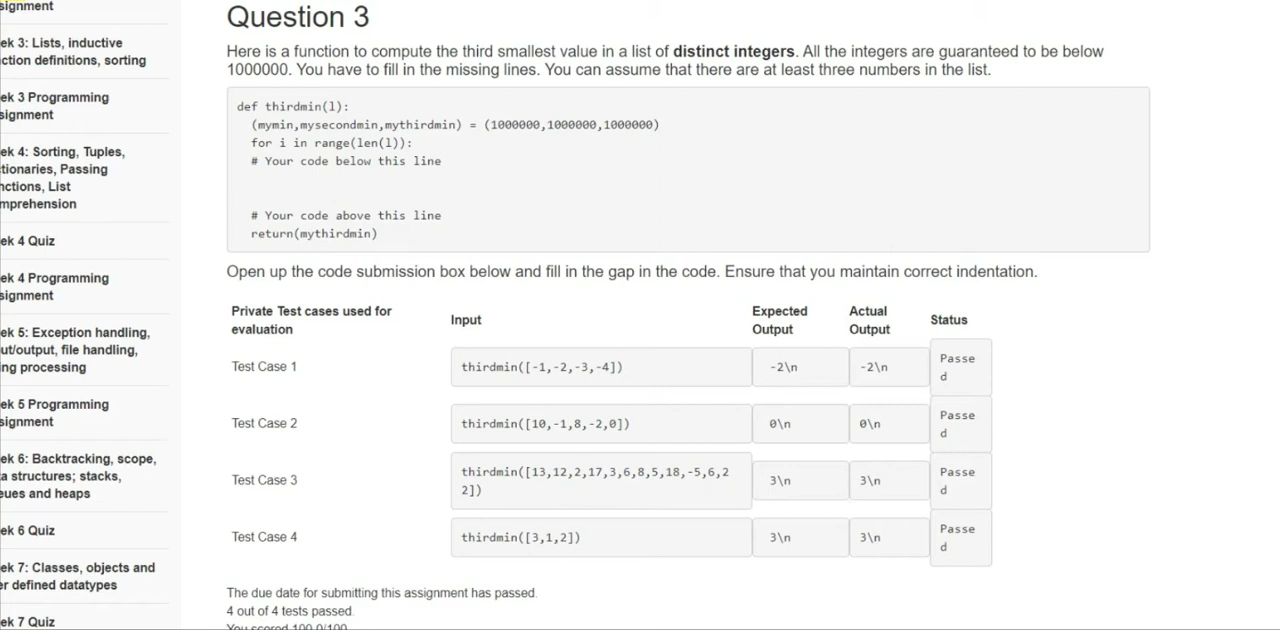 signment
ek 3: Lists, inductive
ction definitions, sorting
ek 3 Programming
signment
ek 4: Sorting, Tuples,
tionaries, Passing
nctions, List
mprehension
ek 4 Quiz
ek 4 Programming
signment
ek 5: Exception handling,
ut/output, file handling,
ng processing
ek 5 Programming
signment
ek 6: Backtracking, scope,
a structures; stacks,
eues and heaps
ek 6 Quiz
ek 7: Classes, objects and
er defined datatypes
ek 7 Quiz
Question 3
Here is a function to compute the third smallest value in a list of distinct integers. All the integers are guaranteed to be below
1000000. You have to fill in the missing lines. You can assume that there are at least three numbers in the list.
def thirdmin(l):
(mymin,mysecondmin,mythirdmin) = (1000000,1000000,1000000)
for i in range(len(l)):
# Your code below this line
# Your code above this line
return(mythirdmin)
Open up the code submission box below and fill in the gap in the code. Ensure that you maintain correct indentation.
Private Test cases used for
evaluation
Input
Expected
Output
Actual
Output
Status
Test Case 1
thirdmin([-1,-2,-3,-4])
-2\n
-2\n
Passe
d
Test Case 2
thirdmin([10,-1,8,-2,0])
0\n
0\n
Passe
d
Test Case 3
thirdmin([13,12,2,17,3,6,8,5,18,-5,6,2
2])
3\n
3\n
Passe
d
Test Case 4
thirdmin([3,1,2])
3\n
3\n
Passe
d
The due date for submitting this assignment has passed.
4 out of 4 tests passed.
You scored 100.0/100.